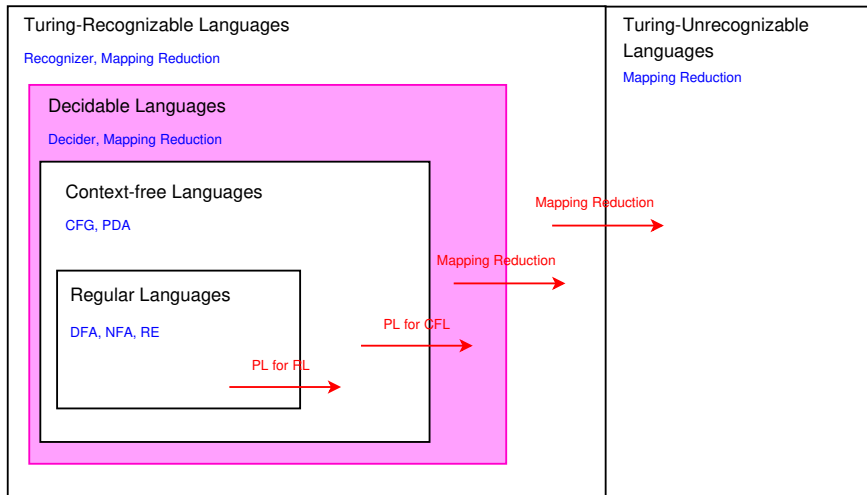 Turing-Recognizable Languages
Recognizer, Mapping Reduction
Turing-Unrecognizable
Languages
Mapping Reduction
Decidable Languages
Decider, Mapping Reduction
Context-free Languages
CFG, PDA
Mapping Reduction
Mapping Reduction
Regular Languages
DFA, NFA, RE
PL for CFL
PL for RL